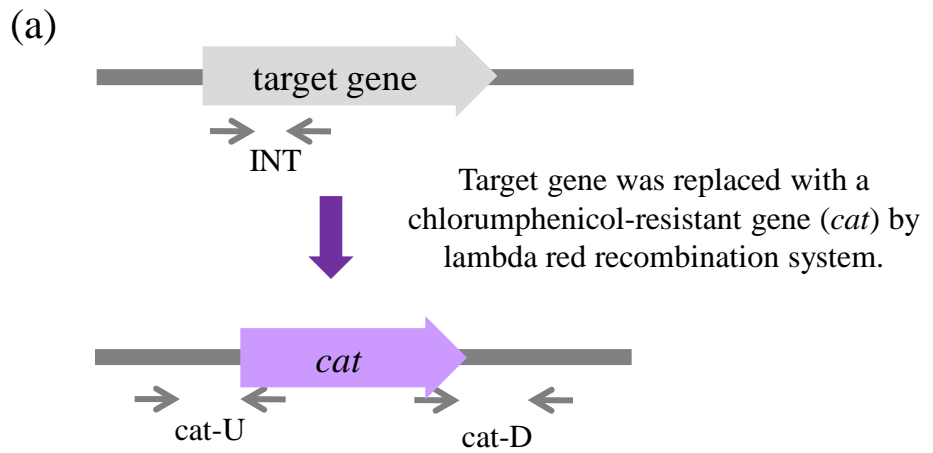 (a)
target gene
INT
Target gene was replaced with a
chlorumphenicol-resistant gene (cat) by
lambda red recombination system.
cat
cat-U
cat-D